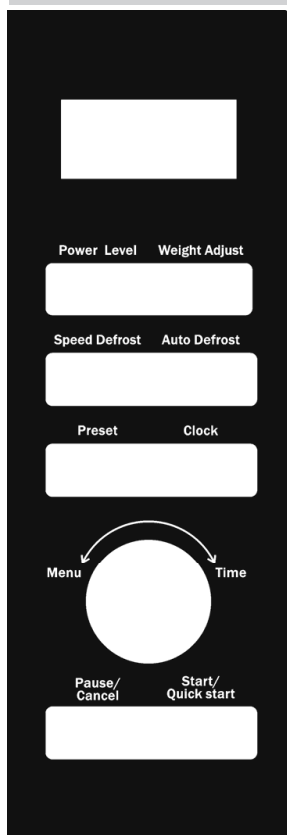 Power Level Weight Adjust
Speed Defrost Auto Defrost
Preset Clock
Menu Time
Pause/ Start/
Cancel Quick start